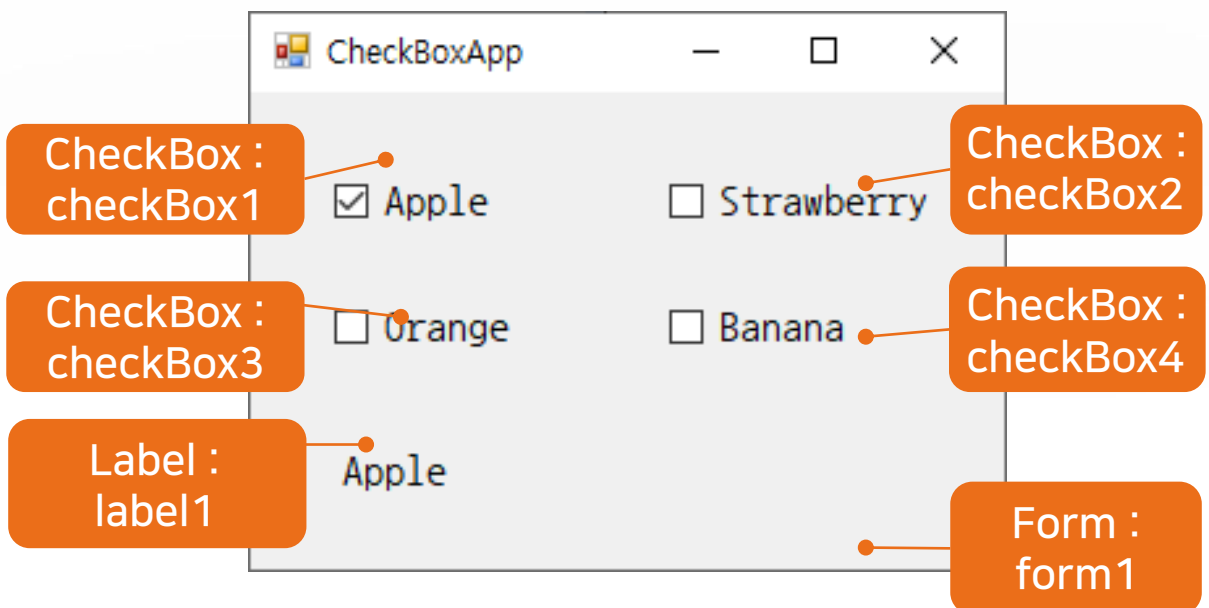 CheckBoxApp
CheckBox :
checkBox1
Apple
Strawberry
CheckBox :
checkBox2
CheckBox :
checkBox3
Orange
Banana
CheckBox :
checkBox4
Label :
label1
Apple
Form :
form1